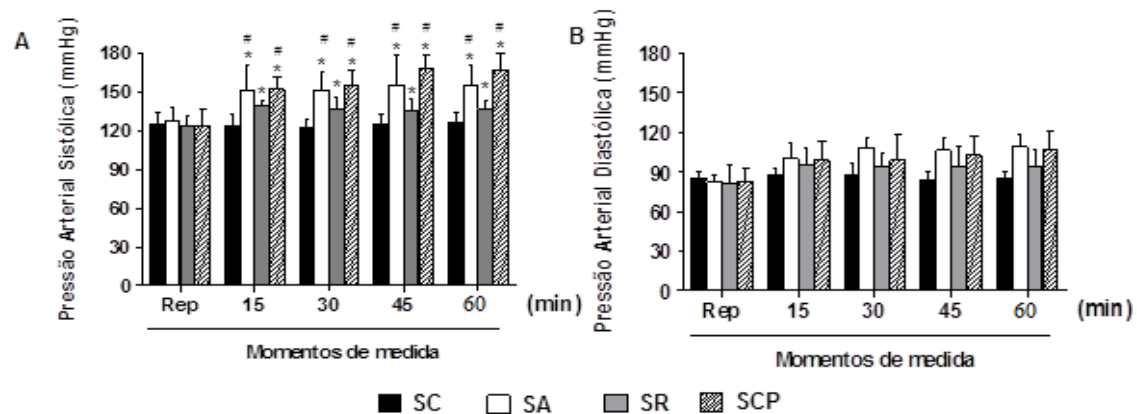 A
Pressão Arterial Sistólica (mmHg)
180
150
120
90
60
30
0
# # # # # # # #
* * * * * * * * * * * *
Rep 15 30 45 60 (min)
Momentos de medida
B
Pressão Arterial Diastólica (mmHg)
180
150
120
90
60
30
0
Rep 15 30 45 60 (min)
Momentos de medida
SC SA SR SCP